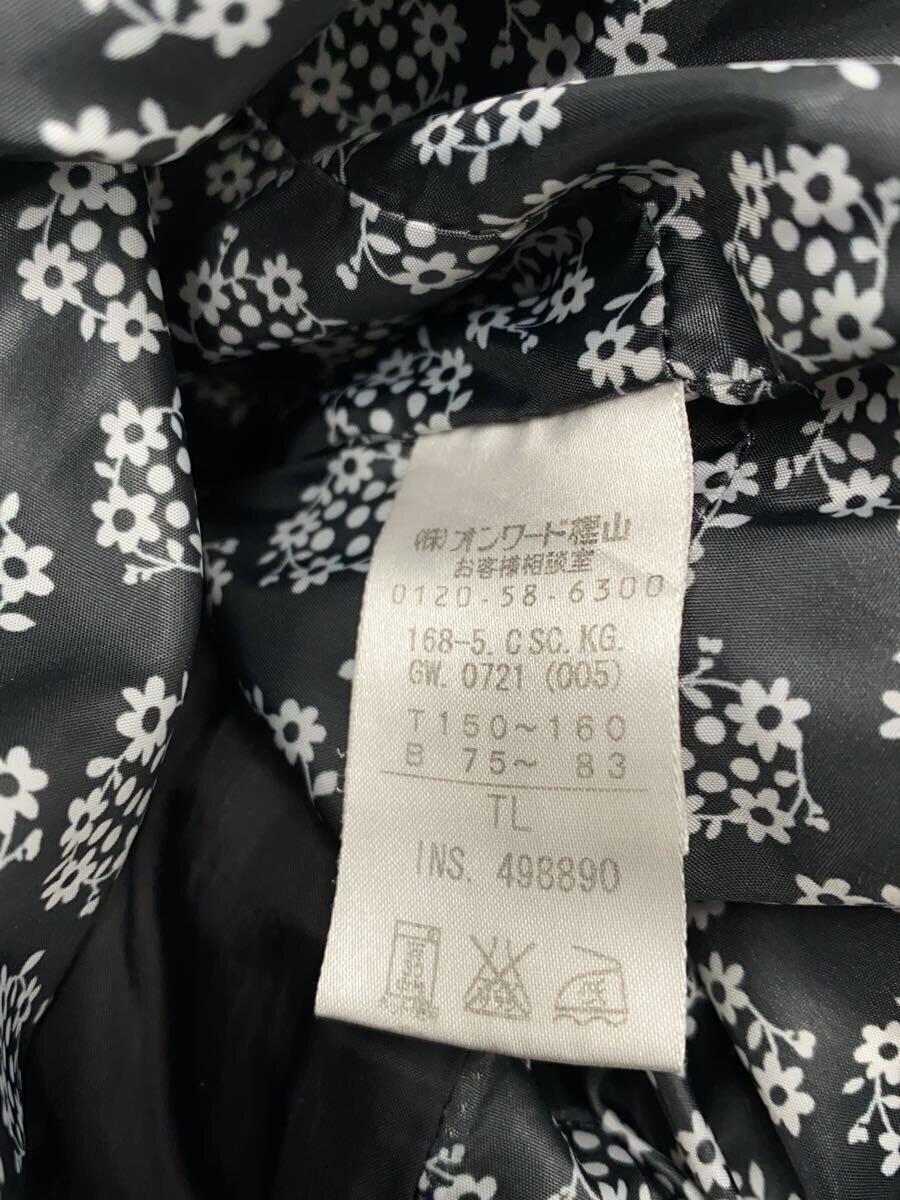 (株)オンワード樫山
お客様相談室
0120-58-6300
168-5. CSC. KG.
GW. 0721 (005)
T 150～160
B 75～ 83
TL
INS. 498890